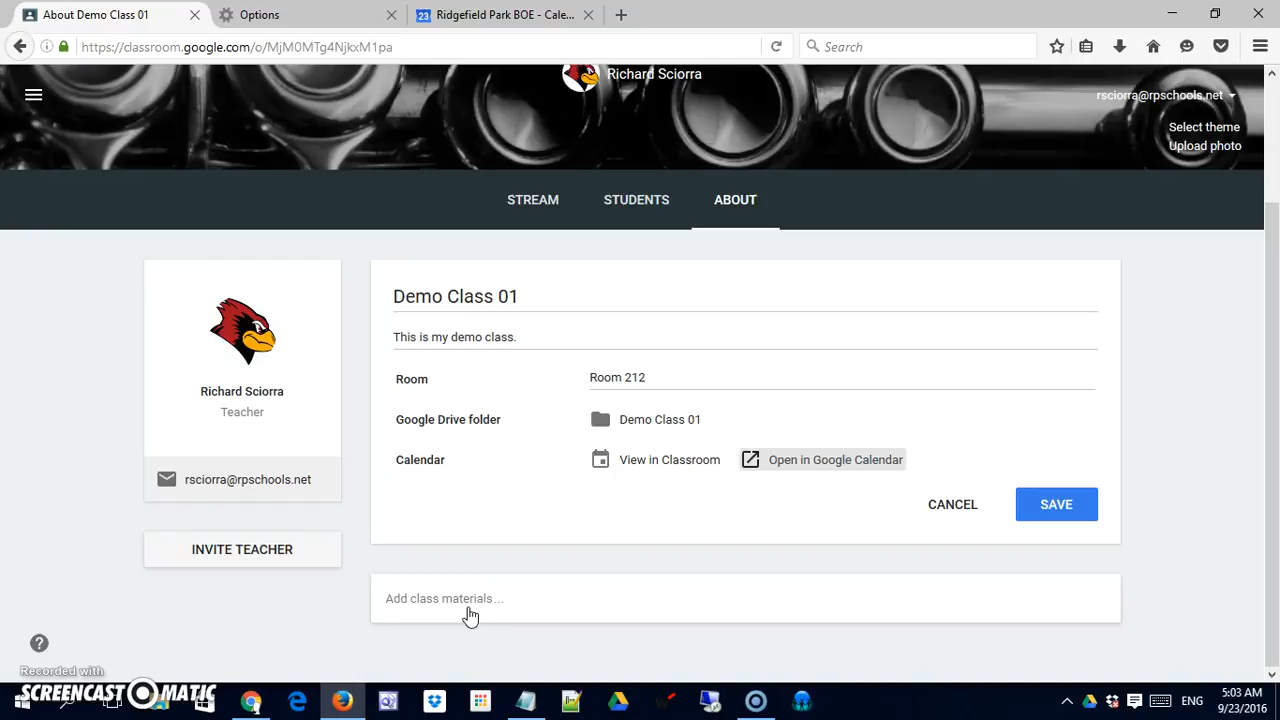 About Demo Class 01
Options
23 Ridgefield Park BOE - Cale...
https://classroom.google.com/o/MjM0MTg4NjkxM1pa
Search
Richard Sciorra
rsciorra@rpschools.net
Select theme
Upload photo
STREAM STUDENTS ABOUT
Demo Class 01
This is my demo class.
Room Room 212
Google Drive folder Demo Class 01
Calendar View in Classroom Open in Google Calendar
CANCEL SAVE
Richard Sciorra
Teacher
rsciorra@rpschools.net
INVITE TEACHER
Add class materials...
?
Recorded with
SCREENCAST MATIC
ENG
5:03 AM
9/23/2016